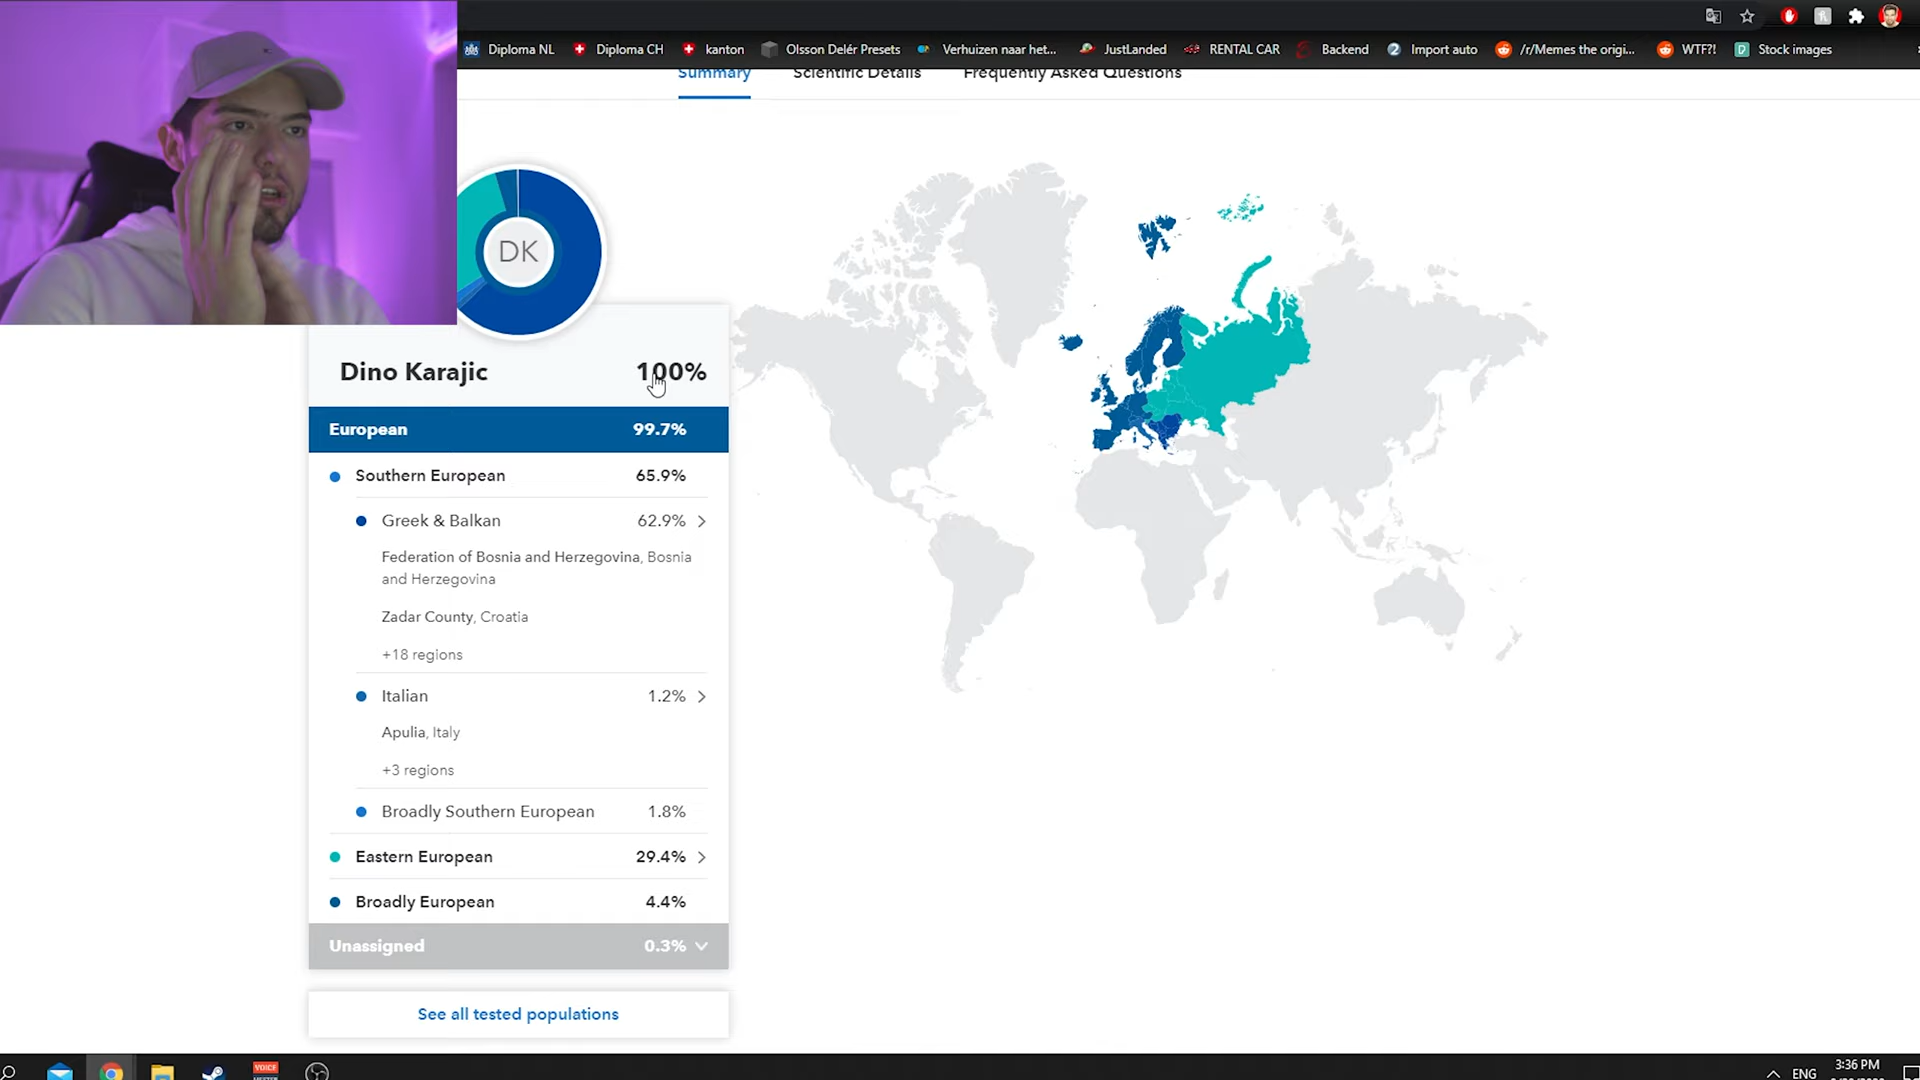 Diploma NL Diploma CH kanton Olsson Delér Presets Verhuizen naar het... JustLanded RENTAL CAR Backend Import auto /r/Memes the origi... WTF?! Stock images
Summary Scientific Details Frequently Asked Questions
DK
Dino Karajic 100%
European 99.7%
Southern European 65.9%
Greek & Balkan 62.9%
Federation of Bosnia and Herzegovina, Bosnia
and Herzegovina
Zadar County, Croatia
+18 regions
Italian 1.2%
Apulia, Italy
+3 regions
Broadly Southern European 1.8%
Eastern European 29.4%
Broadly European 4.4%
Unassigned 0.3%
See all tested populations
VOICE
ENG 3:36 PM